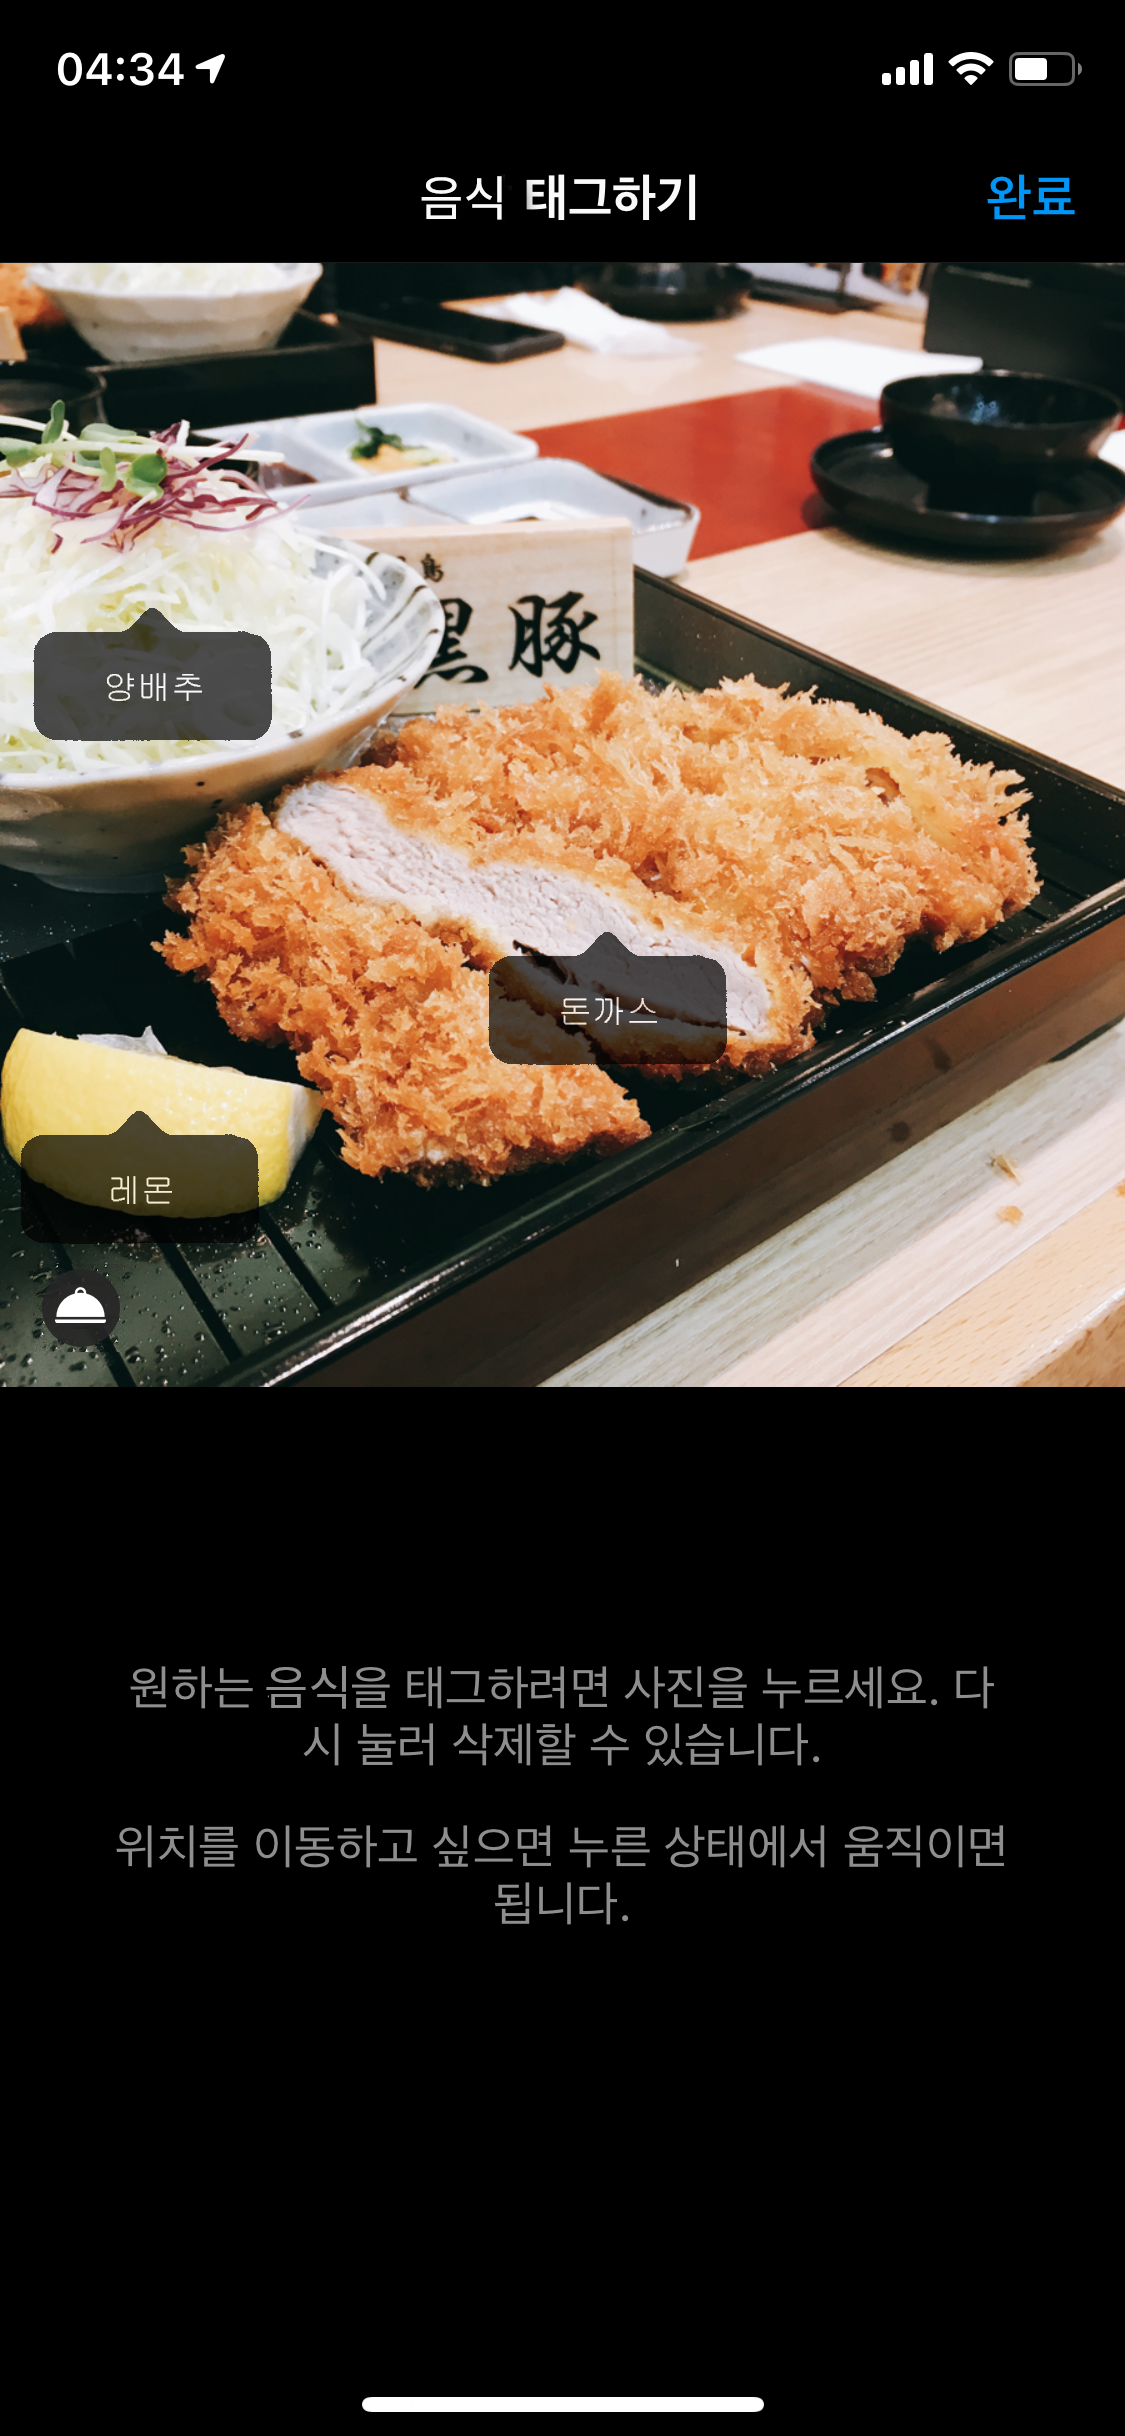 04:34
음식 태그하기
완료
島
黒豚
양배추
돈까스
레몬
원하는 음식을 태그하려면 사진을 누르세요. 다
시 눌러 삭제할 수 있습니다.
위치를 이동하고 싶으면 누른 상태에서 움직이면
됩니다.